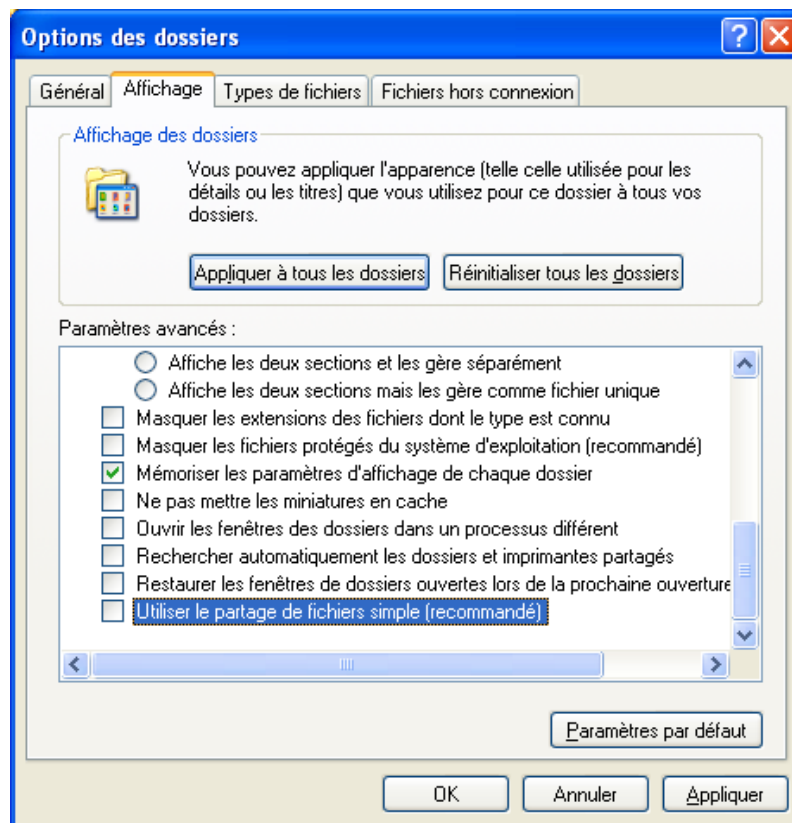 Options des dossiers
Général Affichage Types de fichiers Fichiers hors connexion
Affichage des dossiers
Vous pouvez appliquer l'apparence (telle celle utilisée pour les
détails ou les titres) que vous utilisez pour ce dossier à tous vos
dossiers.
Appliquer à tous les dossiers Réinitialiser tous les dossiers
Paramètres avancés :
Affiche les deux sections et les gère séparément
Affiche les deux sections mais les gère comme fichier unique
Masquer les extensions des fichiers dont le type est connu
Masquer les fichiers protégés du système d'exploitation (recommandé)
Mémoriser les paramètres d'affichage de chaque dossier
Ne pas mettre les miniatures en cache
Ouvrir les fenêtres des dossiers dans un processus différent
Rechercher automatiquement les dossiers et imprimantes partagés
Restaurer les fenêtres de dossiers ouvertes lors de la prochaine ouverture
Utiliser le partage de fichiers simple (recommandé)
Paramètres par défaut
OK Annuler Appliquer